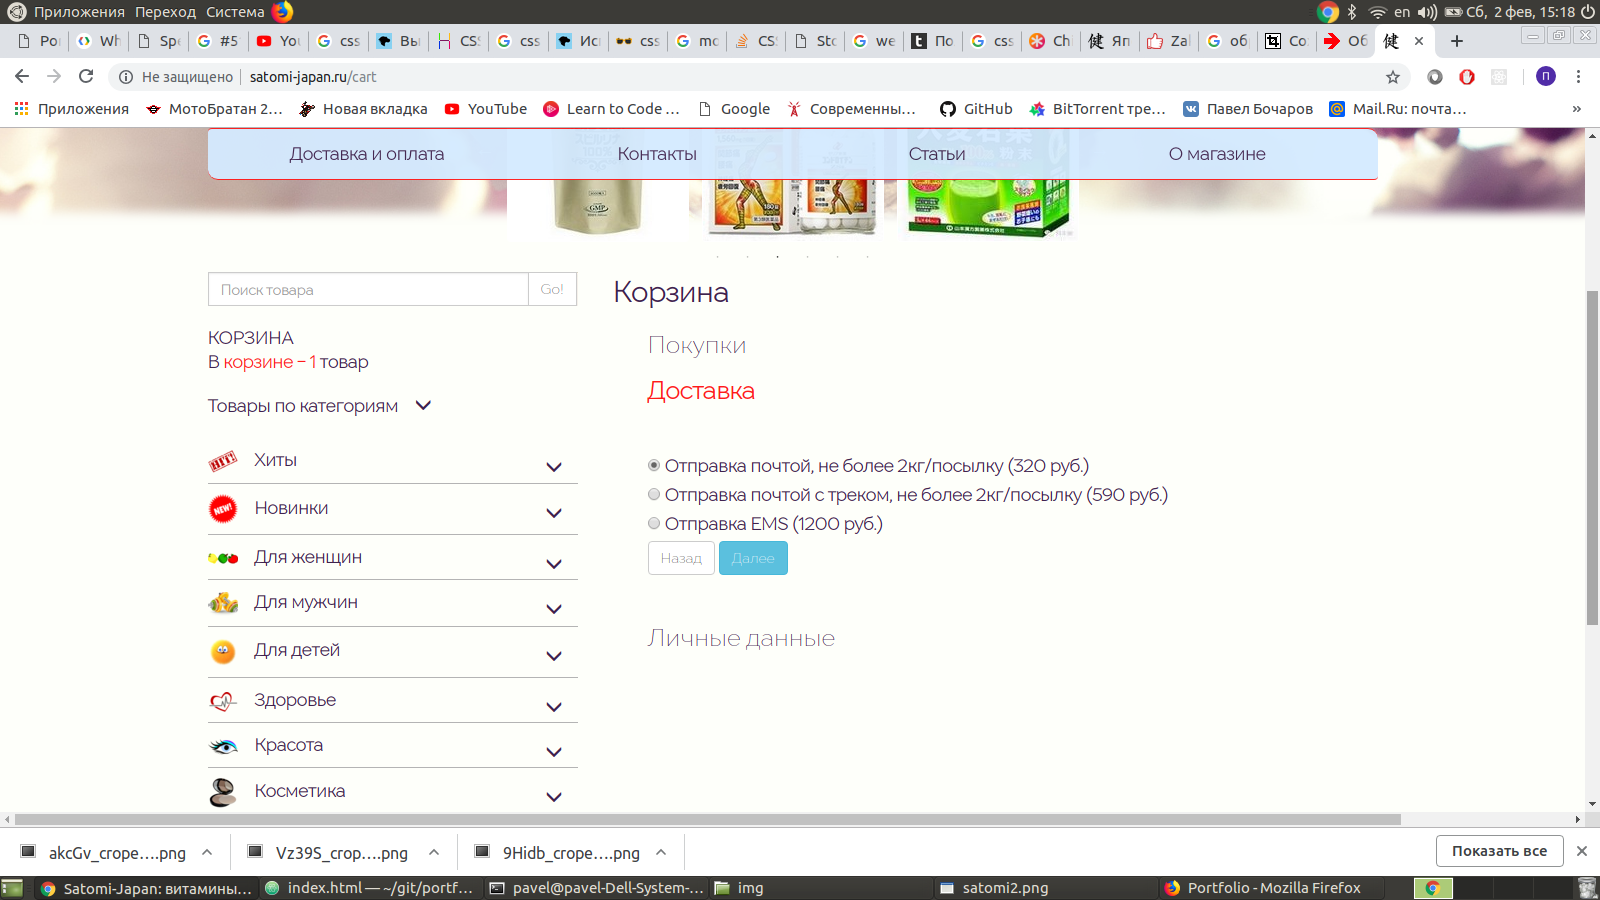 Приложения Переход Система en Сб, 2 фев, 15:18
Por Wh Spe #5 You css Вы CSS css Ис css mo CSS Sto we По css Chi Яп Zal об Co: Об
Не защищено satomi-japan.ru/cart П
Приложения МотоБратан 2... Новая вкладка YouTube Learn to Code ... Google Современны... GitHub BitTorrent тре... Павел Бочаров Mail.Ru: почта... »
Доставка и оплата Контакты Статьи О магазине
GMP
Поиск товара Go! Корзина
КОРЗИНА
В корзине - 1 товар
Покупки
Доставка
Товары по категориям
Хиты
Новинки
Для женщин
Для мужчин
Для детей
Здоровье
Красота
Косметика
Отправка почтой, не более 2кг/посылку (320 руб.)
Отправка почтой с треком, не более 2кг/посылку (590 руб.)
Отправка EMS (1200 руб.)
Назад Далее
Личные данные
akcGv_crope....png Vz39S_crop....png 9Hidb_crope....png Показать все
Satomi-Japan: витамины... index.html — ~/git/portf... pavel@pavel-Dell-System-... img satomi2.png Portfolio - Mozilla Firefox